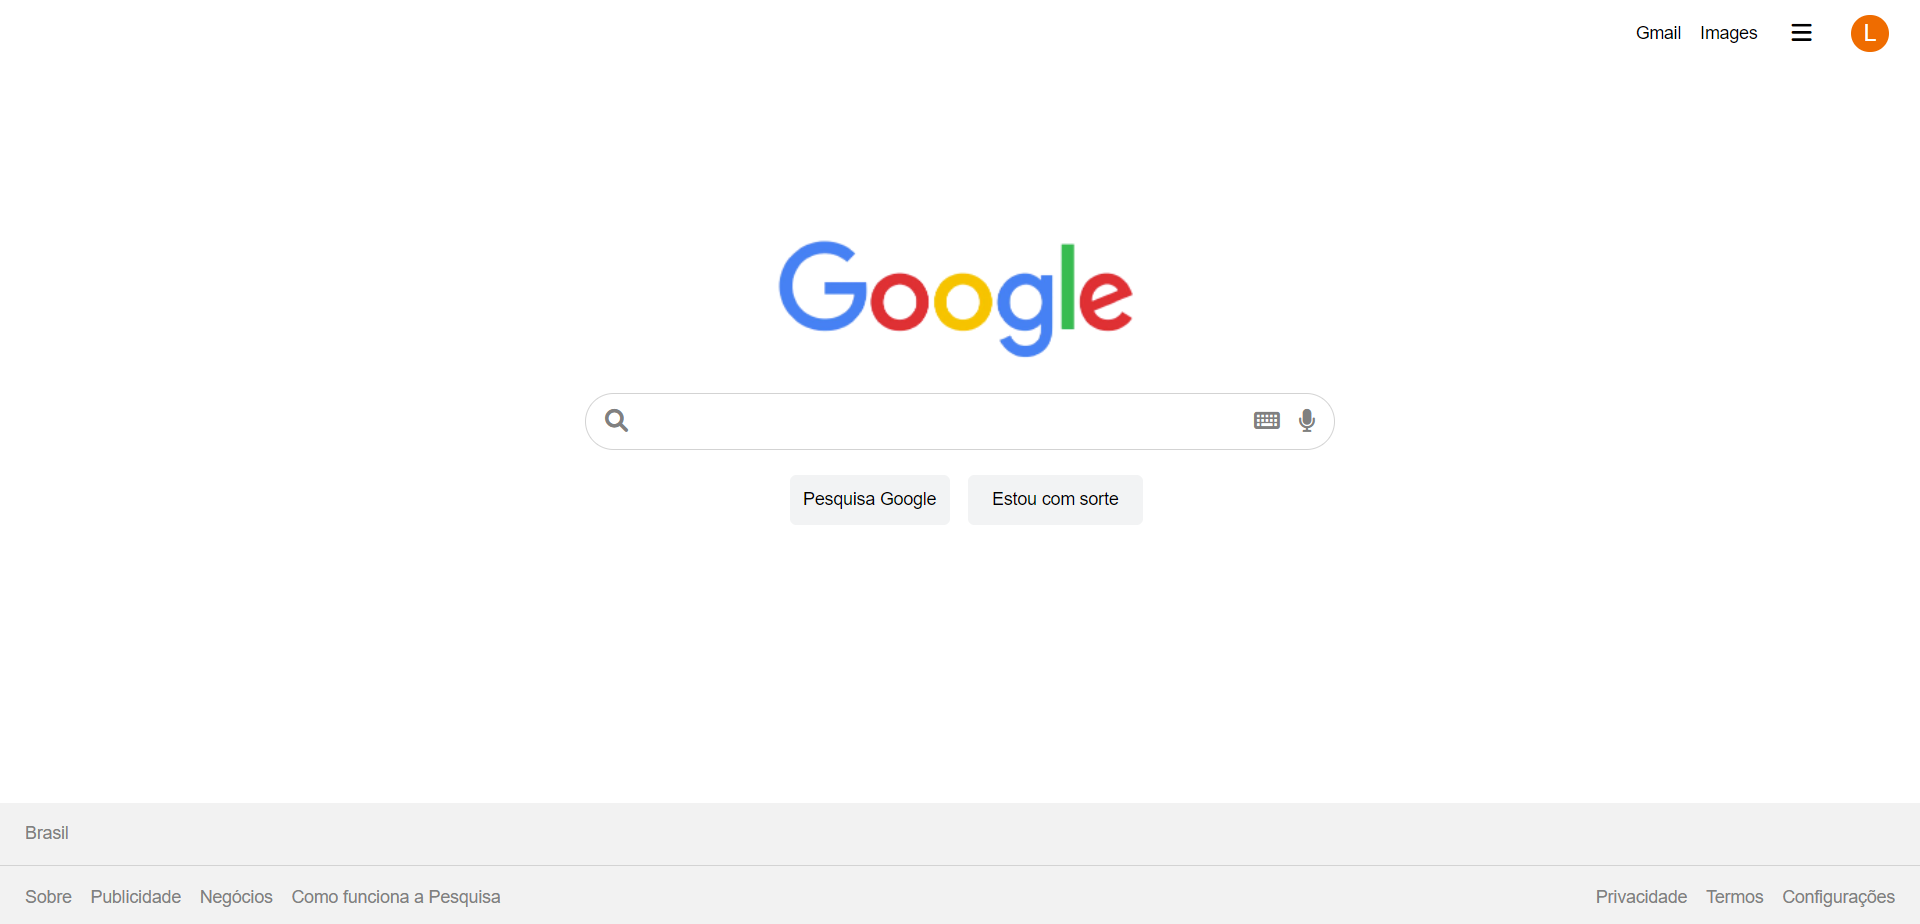 Gmail Images L
Google
Pesquisa Google Estou com sorte
Brasil
Sobre Publicidade Negócios Como funciona a Pesquisa Privacidade Termos Configurações